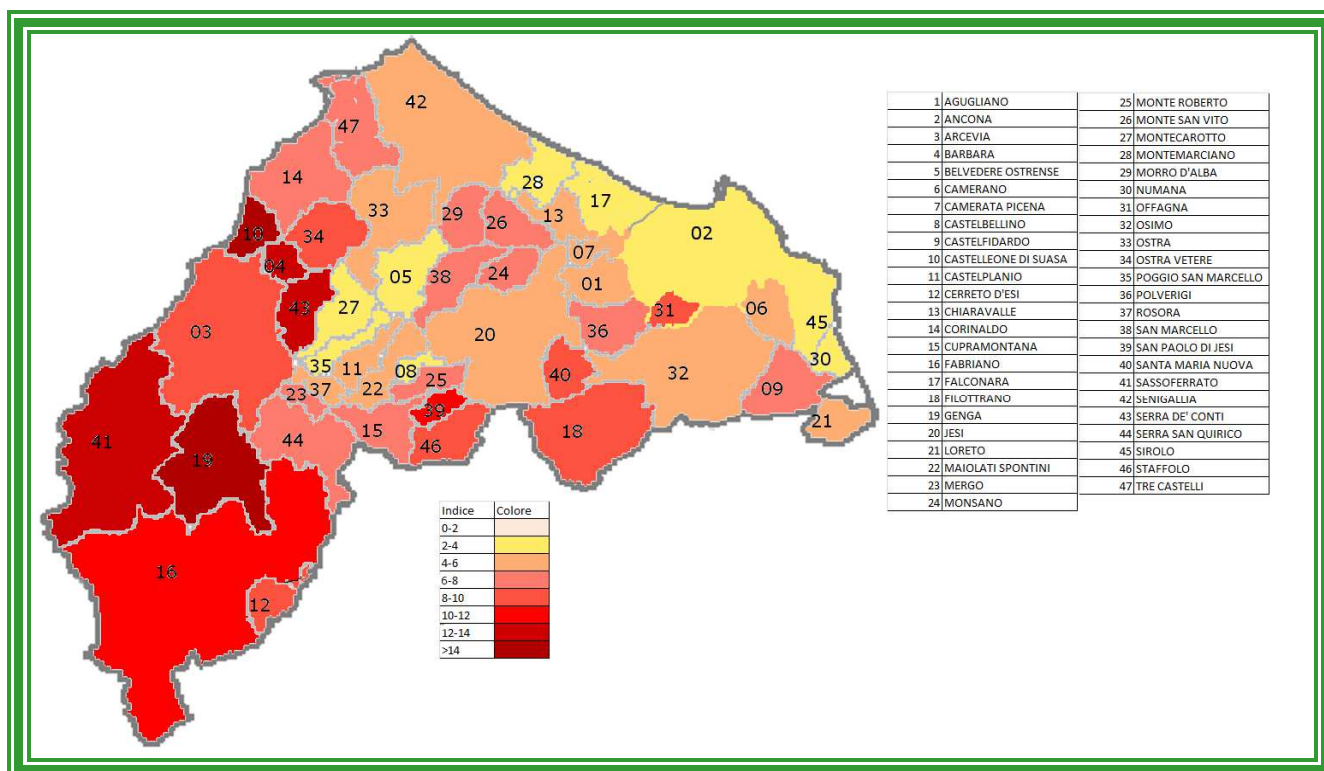 42
47
14
28
17
33
29
13
10
34
26
02
07
04
05
38
24
01
43
27
31
06
45
03
20
36
30
35
11
08
32
25
40
09
23 37
22
39
21
41
44
15
46
18
19
16
12
1 AGUGLIANO
2 ANCONA
3 ARCEVIA
4 BARBARA
5 BELVEDERE OSTRENSE
6 CAMERANO
7 CAMERATA PICENA
8 CASTELBELLINO
9 CASTELFIDARDO
10 CASTELLEONE DI SUASA
11 CASTELPLANIO
12 CERRETO D'ESI
13 CHIARAVALLE
14 CORINALDO
15 CUPRAMONTANA
16 FABRIANO
17 FALCONARA
18 FILOTTRANO
19 GENGA
20 JESI
21 LORETO
22 MAIOLATI SPONTINI
23 MERGO
24 MONSANO
25 MONTE ROBERTO
26 MONTE SAN VITO
27 MONTECAROTTO
28 MONTEMARCIANO
29 MORRO D'ALBA
30 NUMANA
31 OFFAGNA
32 OSIMO
33 OSTRA
34 OSTRA VETERE
35 POGGIO SAN MARCELLO
36 POLVERIGI
37 ROSORA
38 SAN MARCELLO
39 SAN PAOLO DI JESI
40 SANTA MARIA NUOVA
41 SASSOFERRATO
42 SENIGALLIA
43 SERRA DE' CONTI
44 SERRA SAN QUIRICO
45 SIROLO
46 STAFFOLO
47 TRE CASTELLI
Indice Colore
0-2
2-4
4-6
6-8
8-10
10-12
12-14
>14